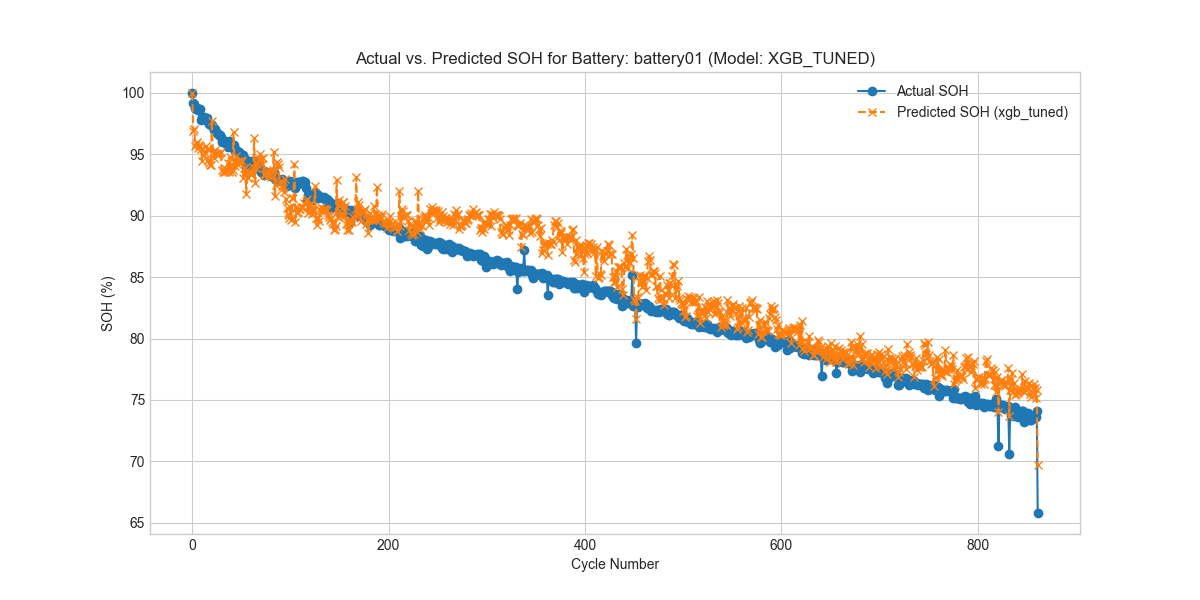 Actual vs. Predicted SOH for Battery: battery01 (Model: XGB_TUNED)
Actual SOH
Predicted SOH (xgb_tuned)
100
95
90
85
80
75
70
65
SOH (%)
0 200 400 600 800
Cycle Number